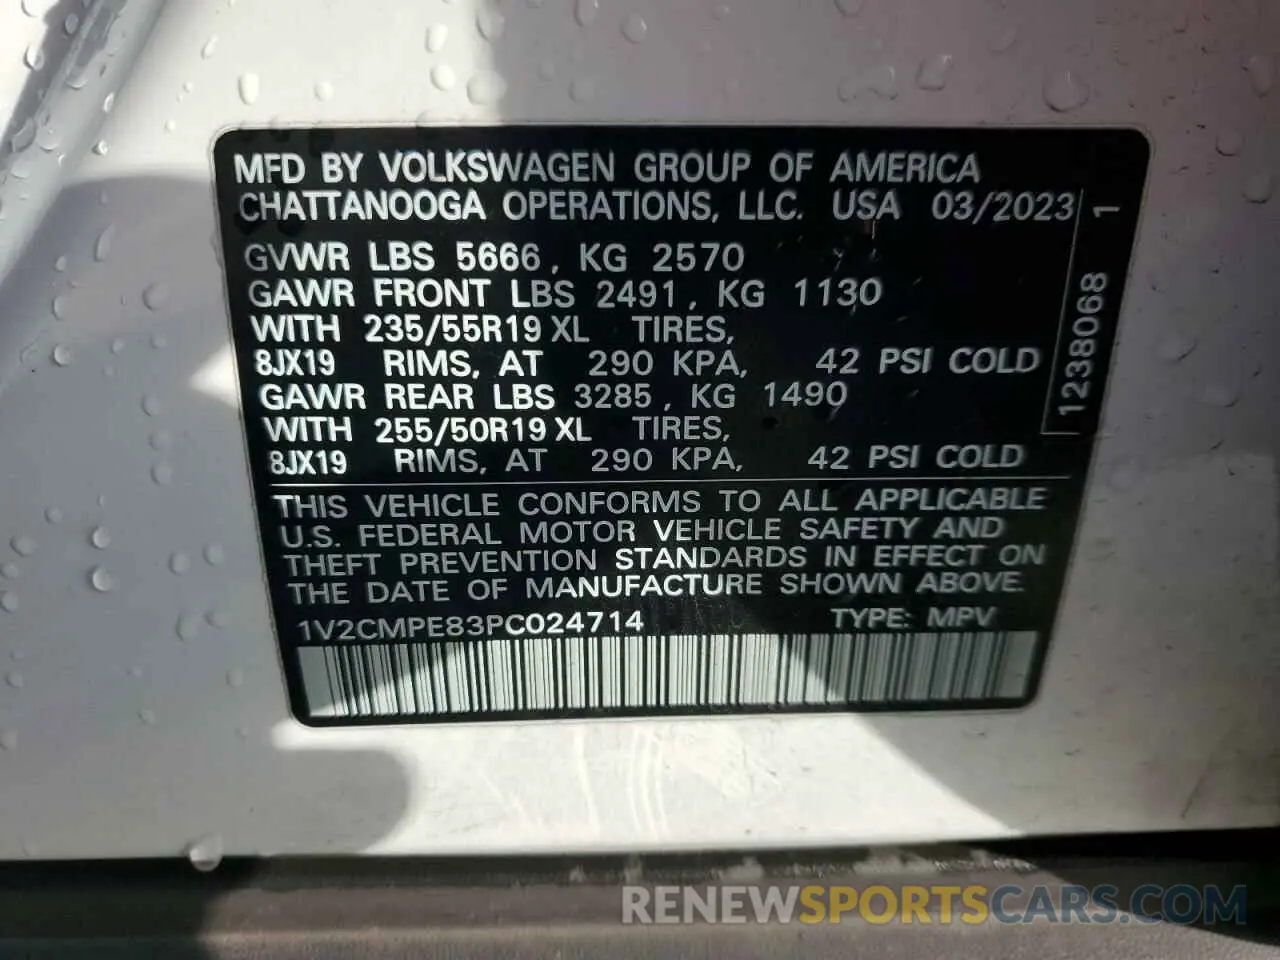 MFD BY VOLKSWAGEN GROUP OF AMERICA
CHATTANOOGA OPERATIONS, LLC. USA 03/2023
GVWR LBS 5666, KG 2570
GAWR FRONT LBS 2491, KG 1130
WITH 235/55R19 XL TIRES,
8JX19 RIMS, AT 290 KPA, 42 PSI COLD
GAWR REAR LBS 3285, KG 1490
WITH 255/50R19 XL TIRES,
8JX19 RIMS, AT 290 KPA, 42 PSI COLD
THIS VEHICLE CONFORMS TO ALL APPLICABLE
U.S. FEDERAL MOTOR VEHICLE SAFETY AND
THEFT PREVENTION STANDARDS IN EFFECT ON
THE DATE OF MANUFACTURE SHOWN ABOVE.
1V2CMPE83PC024714 TYPE: MPV
1238068 1
RENEWSPORTSCARS.COM